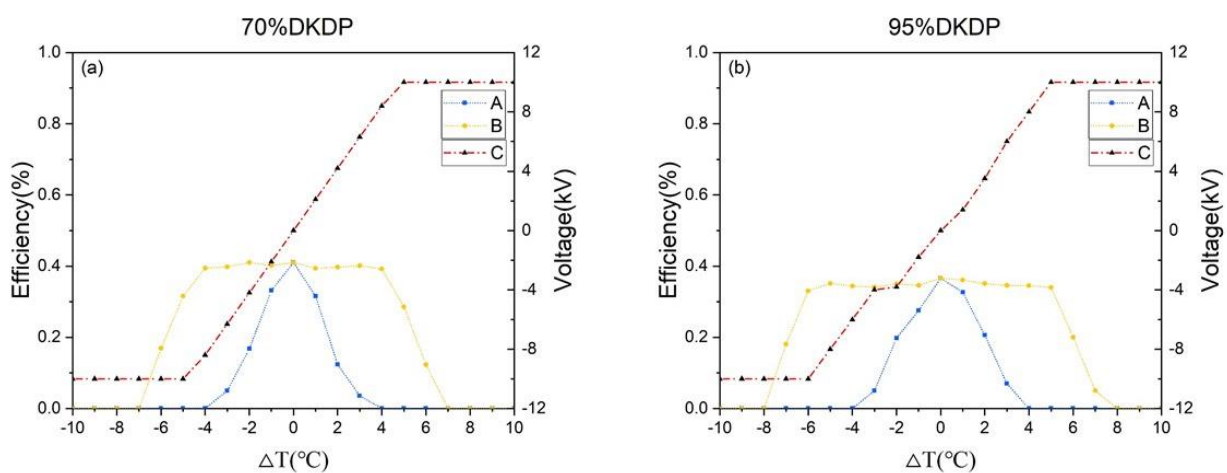 70%DKDP
(a)
1.0
0.8
0.6
0.4
0.2
0.0
Efficiency(%)
12
8
4
0
-4
-8
-12
Voltage(kV)
A
B
C
-10 -8 -6 -4 -2 0 2 4 6 8 10
△T(℃)
95%DKDP
(b)
1.0
0.8
0.6
0.4
0.2
0.0
Efficiency(%)
12
8
4
0
-4
-8
-12
Voltage(kV)
A
B
C
-10 -8 -6 -4 -2 0 2 4 6 8 10
△T(℃)